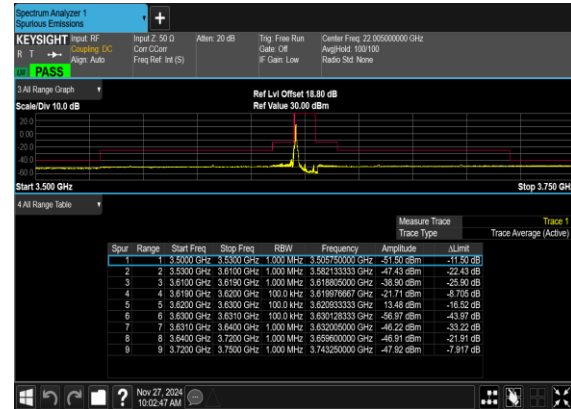 Spectrum Analyzer 1
Spurious Emissions
+
KEYSIGHT Input: RF Input Z: 50 Ω Atten: 20 dB Trig: Free Run Center Freq: 22.005000000 GHz
R T Coupling: DC Corr CCorr Gate: Off Avg|Hold: 100/100
Align: Auto Freq Ref: Int (S) IF Gain: Low Radio Std: None
LV PASS
3 All Range Graph
Ref Lvl Offset 18.80 dB
Scale/Div 10.0 dB Ref Value 30.00 dBm
20.0
0.00
-20.0
-40.0
-60.0
Start 3.500 GHz Stop 3.750 GH
4 All Range Table
Measure Trace Trace 1
Trace Type Trace Average (Active)
Spur Range Start Freq Stop Freq RBW Frequency Amplitude ΔLimit
1 1 3.5000 GHz 3.5300 GHz 1.000 MHz 3.505750000 GHz -51.50 dBm -11.50 dB
2 2 3.5300 GHz 3.6100 GHz 1.000 MHz 3.582133333 GHz -47.43 dBm -22.43 dB
3 3 3.6100 GHz 3.6190 GHz 1.000 MHz 3.618805000 GHz -38.90 dBm -25.90 dB
4 4 3.6190 GHz 3.6200 GHz 100.0 kHz 3.619976667 GHz -21.71 dBm -8.705 dB
5 5 3.6200 GHz 3.6300 GHz 100.0 kHz 3.620933333 GHz 13.48 dBm -16.52 dB
6 6 3.6300 GHz 3.6310 GHz 100.0 kHz 3.630128333 GHz -56.97 dBm -43.97 dB
7 7 3.6310 GHz 3.6400 GHz 1.000 MHz 3.632005000 GHz -46.22 dBm -33.22 dB
8 8 3.6400 GHz 3.7200 GHz 1.000 MHz 3.659600000 GHz -46.91 dBm -21.91 dB
9 9 3.7200 GHz 3.7500 GHz 1.000 MHz 3.743250000 GHz -47.92 dBm -7.917 dB
? Nov 27, 2024
10:02:47 AM